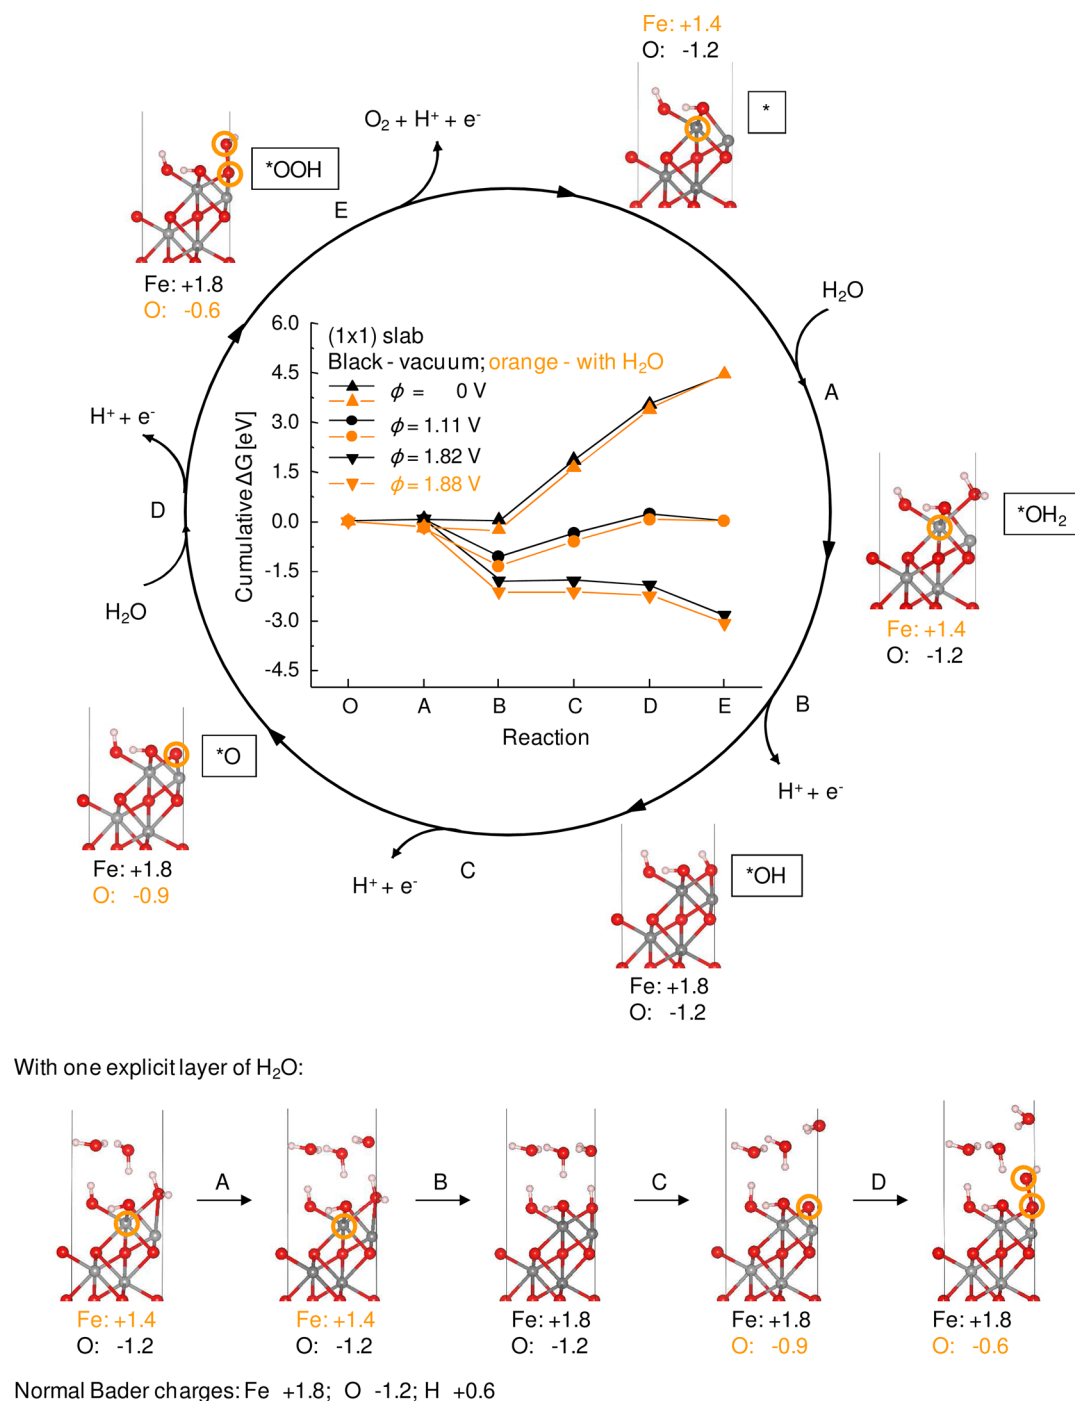 Fe: +1.4
O: -1.2
*
O₂ + H⁺ + e⁻
*OOH
E
Fe: +1.8
O: -0.6
H₂O
A
6.0
4.5
3.0
1.5
0.0
-1.5
-3.0
-4.5
Cumulative ΔG [eV]
(1x1) slab
Black - vacuum; orange - with H₂O
ϕ = 0 V
ϕ = 1.11 V
ϕ = 1.82 V
ϕ = 1.88 V
O A B C D E
Reaction
H⁺ + e⁻
D
H₂O
*OH₂
Fe: +1.4
O: -1.2
B
H⁺ + e⁻
*O
Fe: +1.8
O: -0.9
C
H⁺ + e⁻
*OH
Fe: +1.8
O: -1.2
With one explicit layer of H₂O:
A B C D
Fe: +1.4 Fe: +1.4 Fe: +1.8 Fe: +1.8 Fe: +1.8
O: -1.2 O: -1.2 O: -1.2 O: -0.9 O: -0.6
Normal Bader charges: Fe +1.8; O -1.2; H +0.6